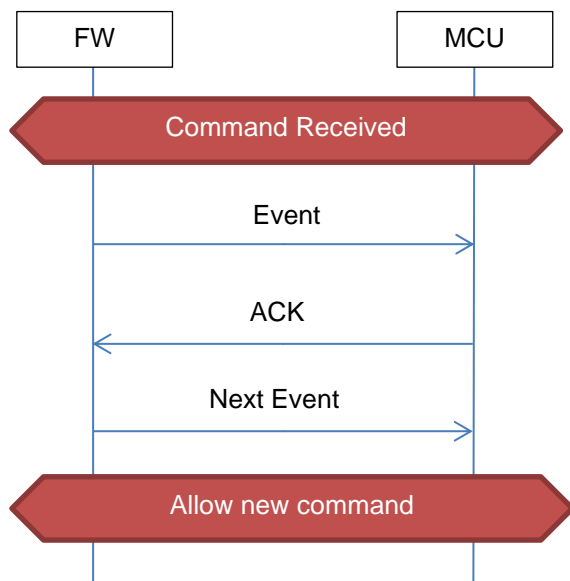 FW
MCU
Command Received
Event
ACK
Next Event
Allow new command